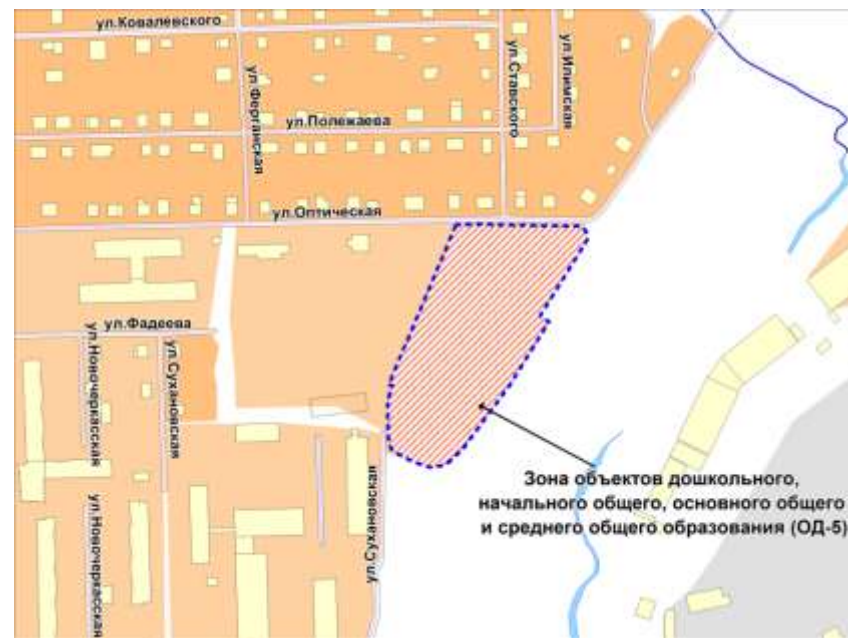 ул.Ковалевского
ул.Ферганская
ул.Ставского
ул.Илимская
ул.Полежаева
ул.Оптическая
ул.Фадеева
ул.Новочеркасская
ул.Сухановская
ул.Новочеркасская
ул.Сухановская
Зона объектов дошкольного,
начального общего, основного общего
и среднего общего образования (ОД-5)